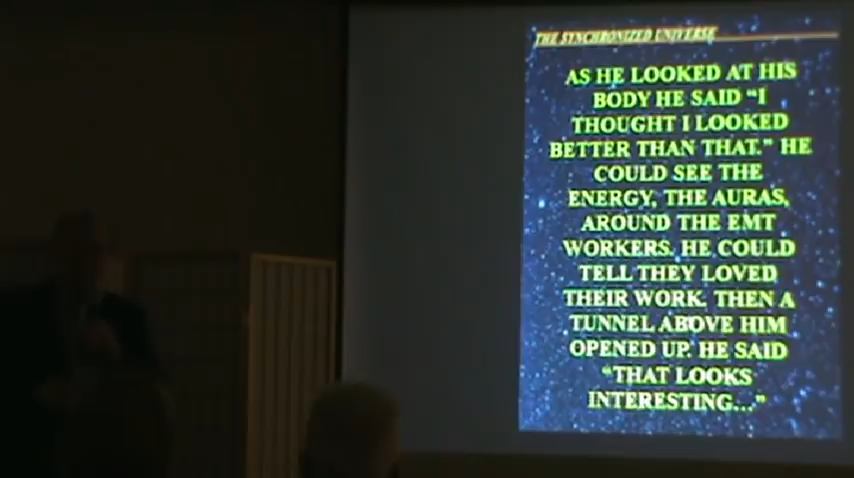 THE SYNCHRONIZED UNIVERSE
AS HE LOOKED AT HIS
BODY HE SAID “I
THOUGHT I LOOKED
BETTER THAN THAT.” HE
COULD SEE THE
ENERGY, THE AURAS,
AROUND THE EMT
WORKERS. HE COULD
TELL THEY LOVED
THEIR WORK. THEN A
TUNNEL ABOVE HIM
OPENED UP. HE SAID
“THAT LOOKS
INTERESTING...”